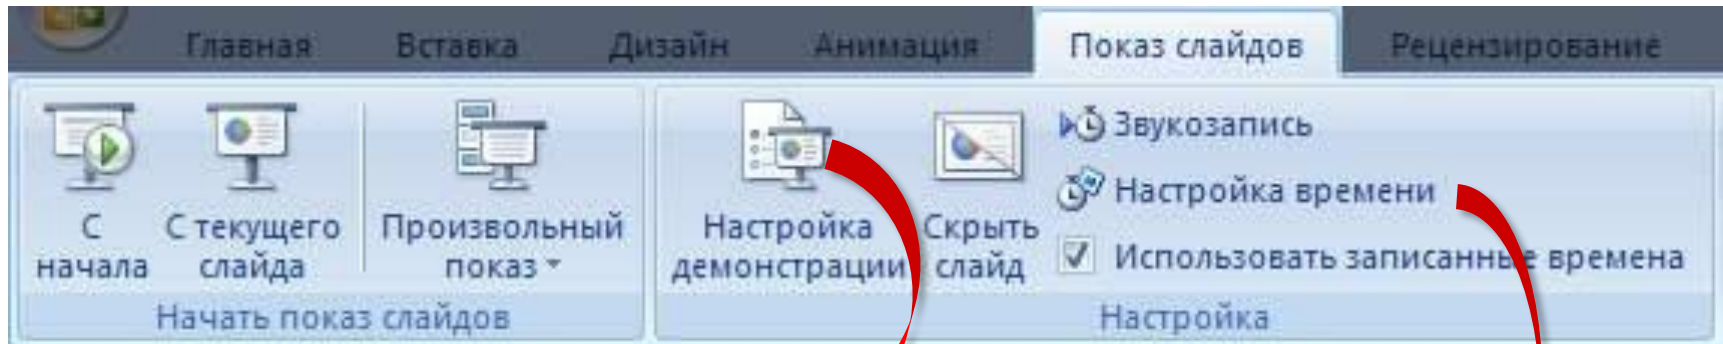 Главная Вставка Дизайн Анимация Показ слайдов Рецензирование
С
начала
С текущего
слайда
Произвольный
показ
Настройка
демонстрации
Скрыть
слайд
Звукозапись
Настройка времени
Использовать записанные времена
Начать показ слайдов
Настройка